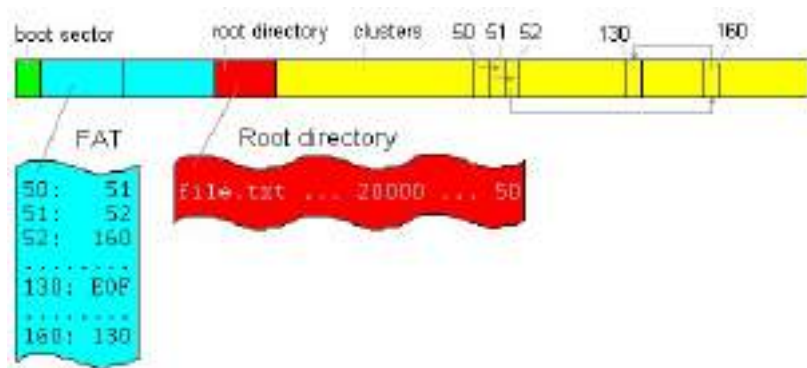 boot sector root directory clusters 50 51 52 130 160
FAT Root directory
file.txt ... 20000 ... 50
50: 51
51: 52
52: 160
........
130: EOF
........
160: 130